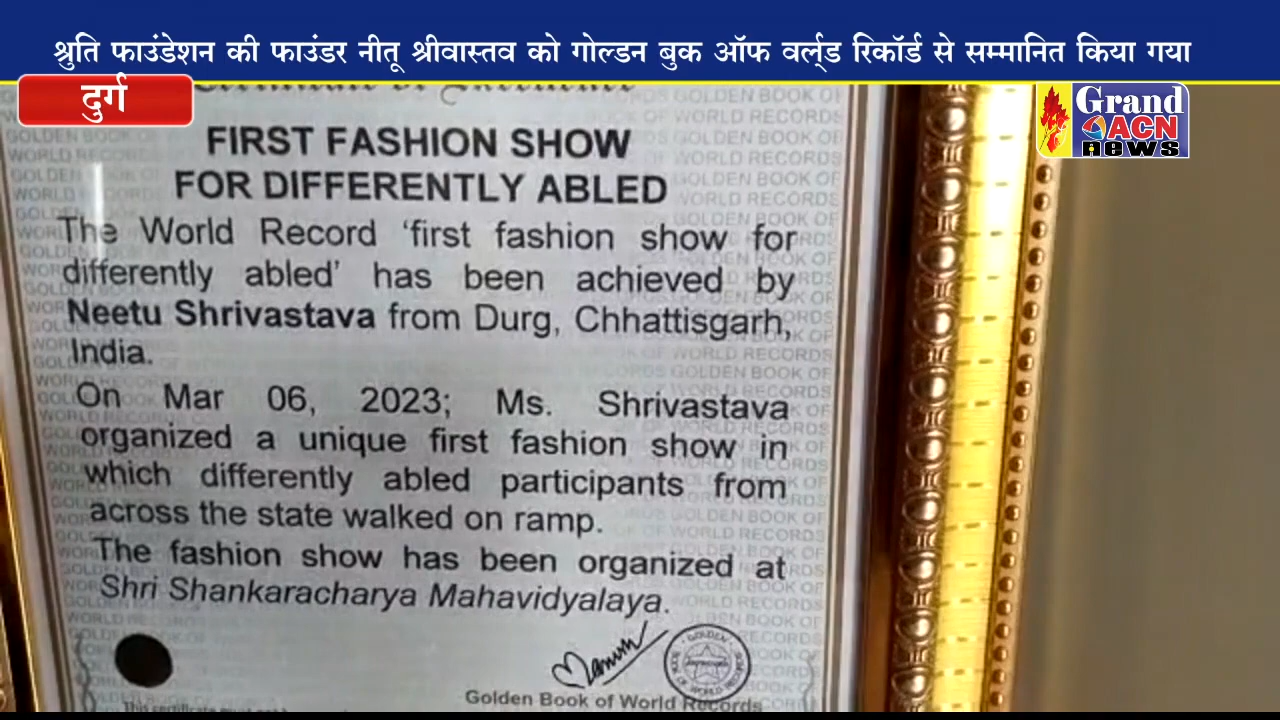 श्रुति फाउंडेशन की फाउंडर नीतू श्रीवास्तव को गोल्डन बुक ऑफ वर्ल्ड रिकॉर्ड से सम्मानित किया गया
दुर्ग
Grand
ACN
news
FIRST FASHION SHOW
FOR DIFFERENTLY ABLED
The World Record ‘first fashion show for
differently abled’ has been achieved by
Neetu Shrivastava from Durg, Chhattisgarh,
India.
On Mar 06, 2023; Ms. Shrivastava
organized a unique first fashion show in
which differently abled participants from
across the state walked on ramp.
The fashion show has been organized at
Shri Shankaracharya Mahavidyalaya.
Golden Book of World Records